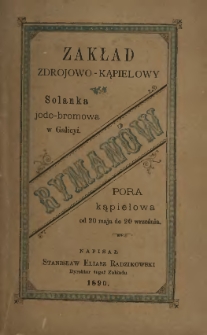 ZAKŁAD
ZDROJOWO-KĄPIELOWY
Solanka
jodo-bromowa
w Galicyi.
RYMANÓW
PORA
kąpielowa
od 20 maja do 20 września.
NAPISAŁ
STANISŁAW ELIASZ RADZIKOWSKI
Dyrektor tegoż Zakładu
1890.